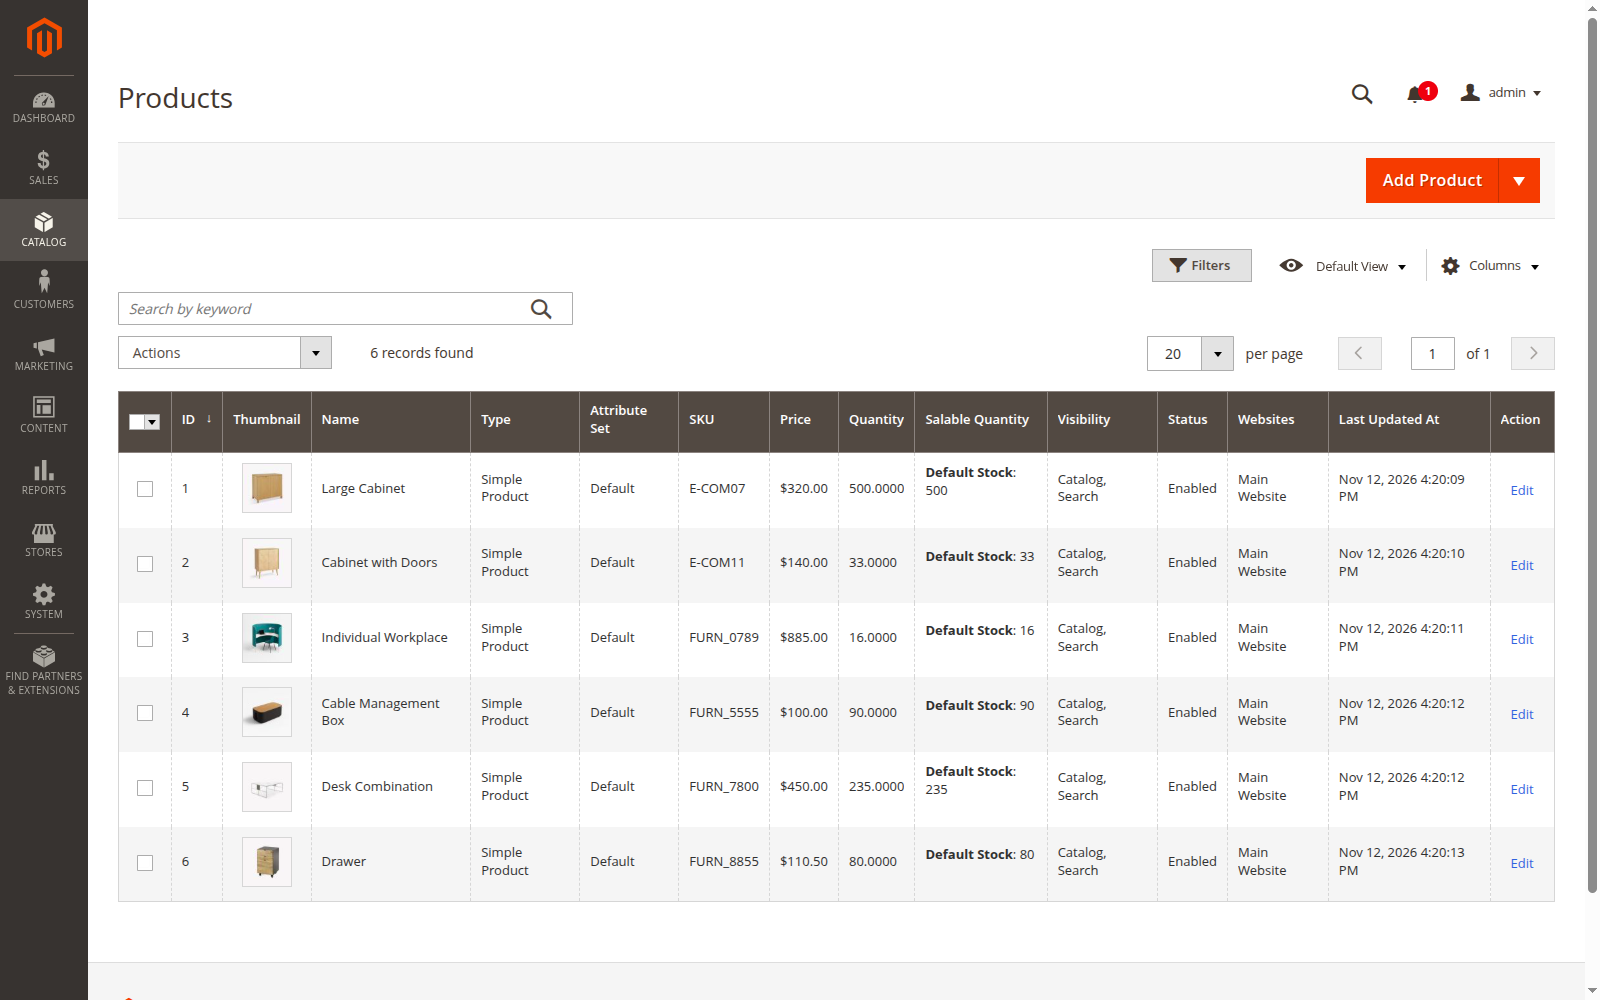 Products
1
admin
Add Product
DASHBOARD
SALES
CATALOG
CUSTOMERS
MARKETING
CONTENT
REPORTS
STORES
SYSTEM
FIND PARTNERS
& EXTENSIONS
Filters
Default View
Columns
Search by keyword
Actions
6 records found
20
per page
1
of 1
ID ↓ Thumbnail Name Type Attribute Set SKU Price Quantity Salable Quantity Visibility Status Websites Last Updated At Action
1 Large Cabinet Simple Product Default E-COM07 $320.00 500.0000 Default Stock: 500 Catalog, Search Enabled Main Website Nov 12, 2026 4:20:09 PM Edit
2 Cabinet with Doors Simple Product Default E-COM11 $140.00 33.0000 Default Stock: 33 Catalog, Search Enabled Main Website Nov 12, 2026 4:20:10 PM Edit
3 Individual Workplace Simple Product Default FURN_0789 $885.00 16.0000 Default Stock: 16 Catalog, Search Enabled Main Website Nov 12, 2026 4:20:11 PM Edit
4 Cable Management Box Simple Product Default FURN_5555 $100.00 90.0000 Default Stock: 90 Catalog, Search Enabled Main Website Nov 12, 2026 4:20:12 PM Edit
5 Desk Combination Simple Product Default FURN_7800 $450.00 235.0000 Default Stock: 235 Catalog, Search Enabled Main Website Nov 12, 2026 4:20:12 PM Edit
6 Drawer Simple Product Default FURN_8855 $110.50 80.0000 Default Stock: 80 Catalog, Search Enabled Main Website Nov 12, 2026 4:20:13 PM Edit